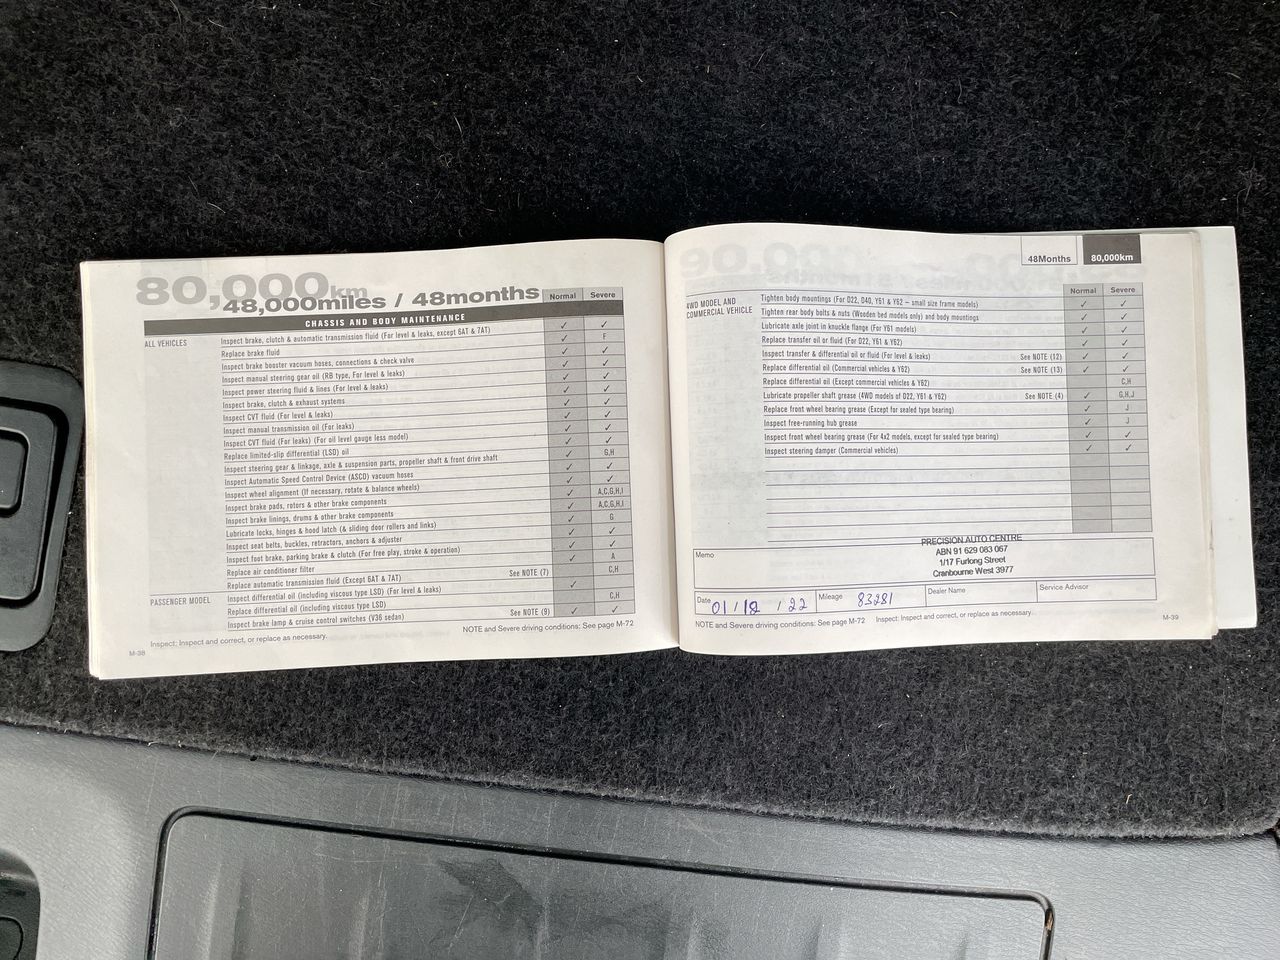 80,000km
48,000miles / 48months
Normal
Severe
CHASSIS AND BODY MAINTENANCE
ALL VEHICLES
Inspect brake, clutch & automatic transmission fluid (For level & leaks, except 6AT & 7AT) ✓ ✓
Replace brake fluid ✓ F
Inspect brake booster vacuum hoses, connections & check valve ✓ ✓
Inspect manual steering gear oil (RB type, For level & leaks) ✓ ✓
Inspect power steering fluid & lines (For level & leaks) ✓ ✓
Inspect brake, clutch & exhaust systems ✓ ✓
Inspect CVT fluid (For level & leaks) ✓ ✓
Inspect manual transmission oil (For leaks) ✓ ✓
Inspect CVT fluid (For leaks) (For oil level gauge less model) ✓ ✓
Replace limited-slip differential (LSD) oil ✓ G,H
Inspect steering gear & linkage, axle & suspension parts, propeller shaft & front drive shaft ✓ ✓
Inspect Automatic Speed Control Device (ASCD) vacuum hoses ✓ ✓
Inspect wheel alignment (If necessary, rotate & balance wheels) ✓ A,C,G,H,I
Inspect brake pads, rotors & other brake components ✓ A,C,G,H,I
Inspect brake linings, drums & other brake components ✓ G
Lubricate locks, hinges & hood latch (& sliding door rollers and links) ✓ ✓
Inspect seat belts, buckles, retractors, anchors & adjuster ✓ ✓
Inspect foot brake, parking brake & clutch (For free play, stroke & operation) ✓ A
Replace air conditioner filter C,H
Replace automatic transmission fluid (Except 6AT & 7AT) See NOTE (7) ✓
PASSENGER MODEL
Inspect differential oil (including viscous type LSD) (For level & leaks) C,H
Replace differential oil (including viscous type LSD)
Inspect brake lamp & cruise control switches (V36 sedan) See NOTE (9) ✓ ✓
Inspect: Inspect and correct, or replace as necessary.
NOTE and Severe driving conditions: See page M-72
M-38
48Months
80,000km
Normal
Severe
4WD MODEL AND
COMMERCIAL VEHICLE
Tighten body mountings (For D22, D40, Y61 & Y62 – small size frame models) ✓ ✓
Tighten rear body bolts & nuts (Wooden bed models only) and body mountings ✓ ✓
Lubricate axle joint in knuckle flange (For Y61 models) ✓ ✓
Replace transfer oil or fluid (For D22, Y61 & Y62) ✓ ✓
Inspect transfer & differential oil or fluid (For level & leaks) See NOTE (12) ✓ ✓
Replace differential oil (Commercial vehicles & Y62) See NOTE (13) ✓ ✓
Replace differential oil (Except commercial vehicles & Y62) C,H
Lubricate propeller shaft grease (4WD models of D22, Y61 & Y62) See NOTE (4) ✓ G,H,J
Replace front wheel bearing grease (Except for sealed type bearing) ✓ J
Inspect free-running hub grease ✓ J
Inspect front wheel bearing grease (For 4x2 models, except for sealed type bearing) ✓ ✓
Inspect steering damper (Commercial vehicles) ✓ ✓
Memo
PRECISION AUTO CENTRE
ABN 91 629 083 067
1/17 Furlong Street
Cranbourne West 3977
Date 01/12/22
Mileage 83281
Dealer Name
Service Advisor
NOTE and Severe driving conditions: See page M-72
Inspect: Inspect and correct, or replace as necessary.
M-39